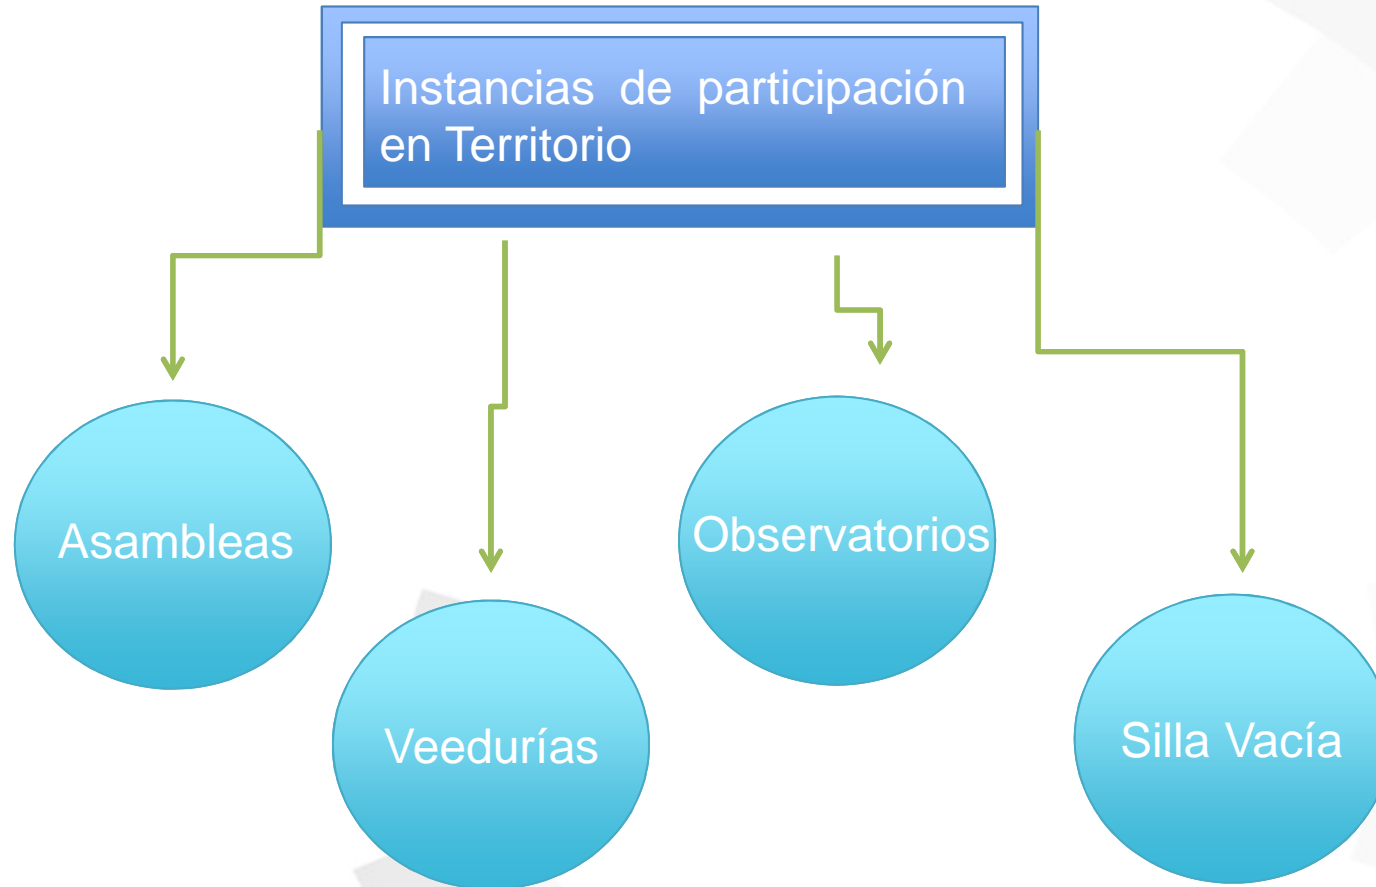 Instancias de participación
en Territorio
Asambleas
Observatorios
Veedurías
Silla Vacía